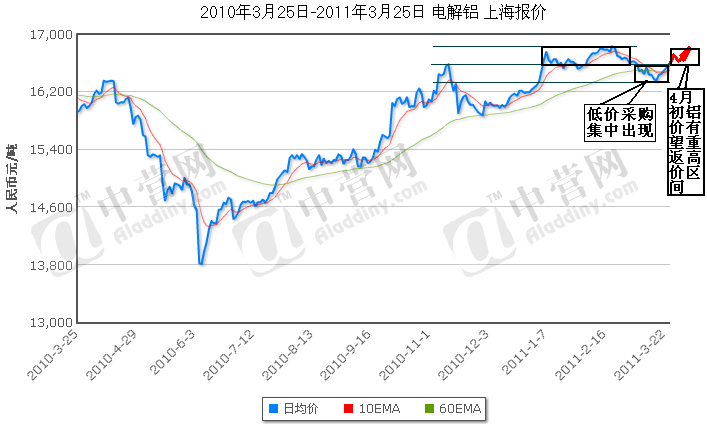 2010年3月25日-2011年3月25日 电解铝 上海报价
17,000
16,200
15,400
14,600
13,800
13,000
人民币元/吨
低价采购
集中出现
4月铝
初有
价重
望高
返区
价
间
中营网
Aladdiny.com
TM
中营网
Aladdiny.com
TM
中营网
Aladdiny.com
2010-3-25
2010-4-29
2010-6-3
2010-7-12
2010-8-13
2010-9-16
2010-11-1
2010-12-3
2011-1-7
2011-2-16
2011-3-22
日均价
10EMA
60EMA